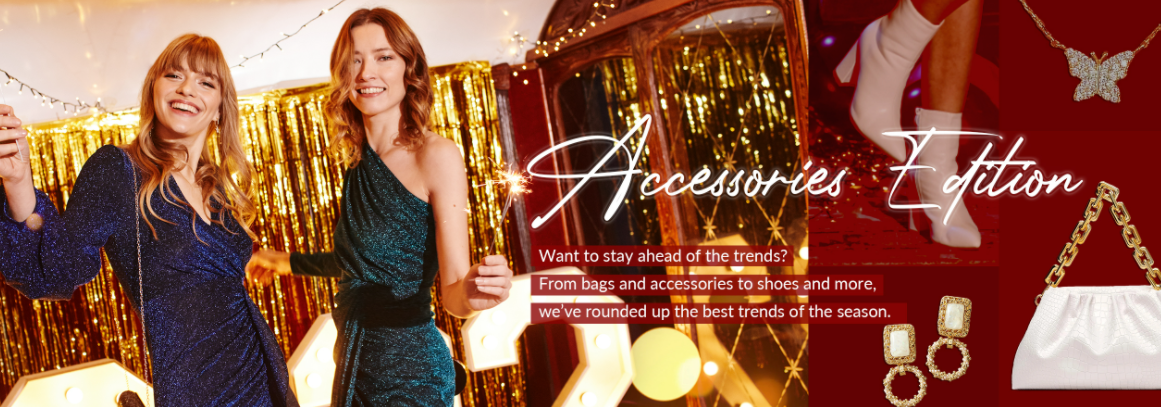 Accessories Edition
Want to stay ahead of the trends?
From bags and accessories to shoes and more,
we've rounded up the best trends of the season.